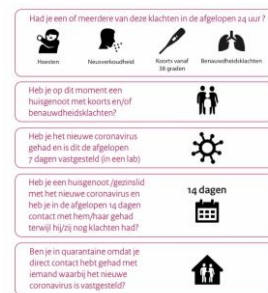 Had je een of meerdere van deze klachten in de afgelopen 24 uur ?
Hoesten
Neusverkoudheid
Koorts vanaf
38 graden
Benauwdheidsklachten
Heb je op dit moment een
huisgenoot met koorts en/of
benauwdheidsklachten?
Heb je het nieuwe coronavirus
gehad en is dit de afgelopen
7 dagen vastgesteld (in een lab)
Heb je een huisgenoot /gezinslid
met het nieuwe coronavirus en
heb je in de afgelopen 14 dagen
contact met hem/haar gehad
terwijl hij/zij nog klachten had?
14 dagen
Ben je in quarantaine omdat je
direct contact hebt gehad met
iemand waarbij het nieuwe
coronavirus is vastgesteld?